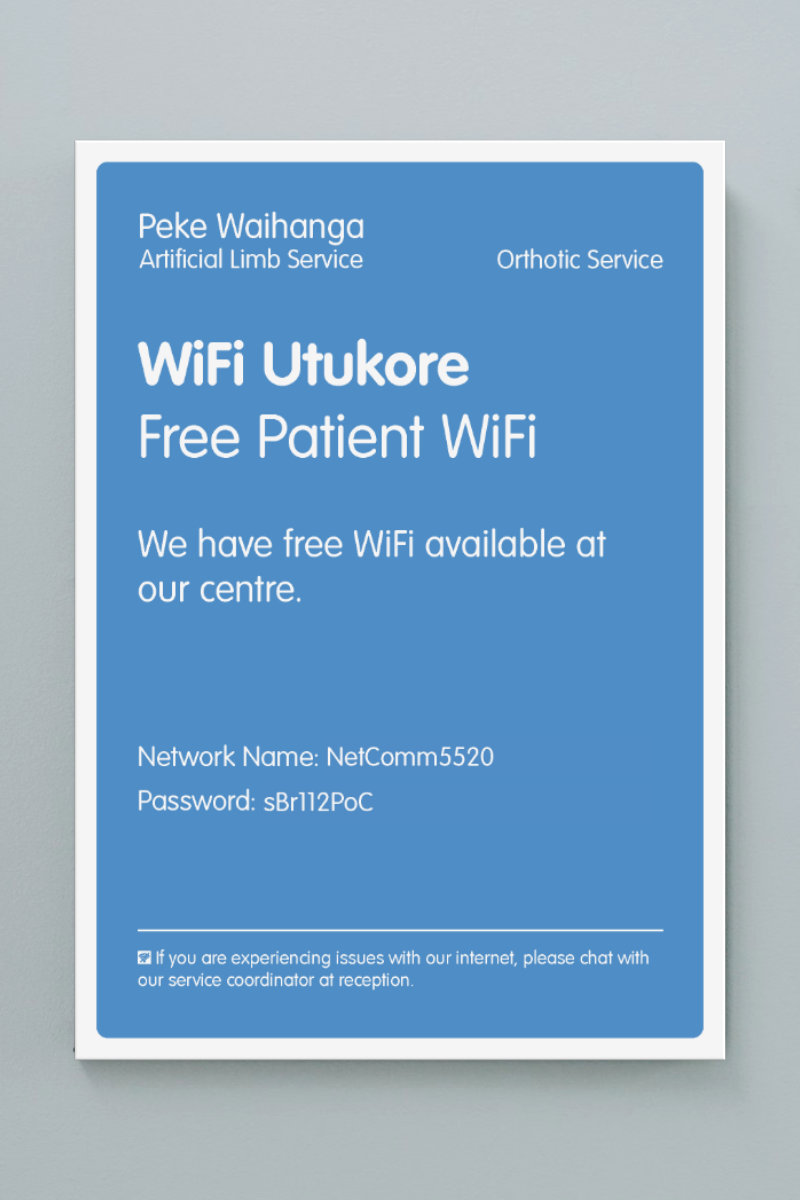 Peke Waihanga
Artificial Limb Service
Orthotic Service
WiFi Utukore
Free Patient WiFi
We have free WiFi available at
our centre.
Network Name: NetComm5520
Password: sBr112PoC
If you are experiencing issues with our internet, please chat with
our service coordinator at reception.